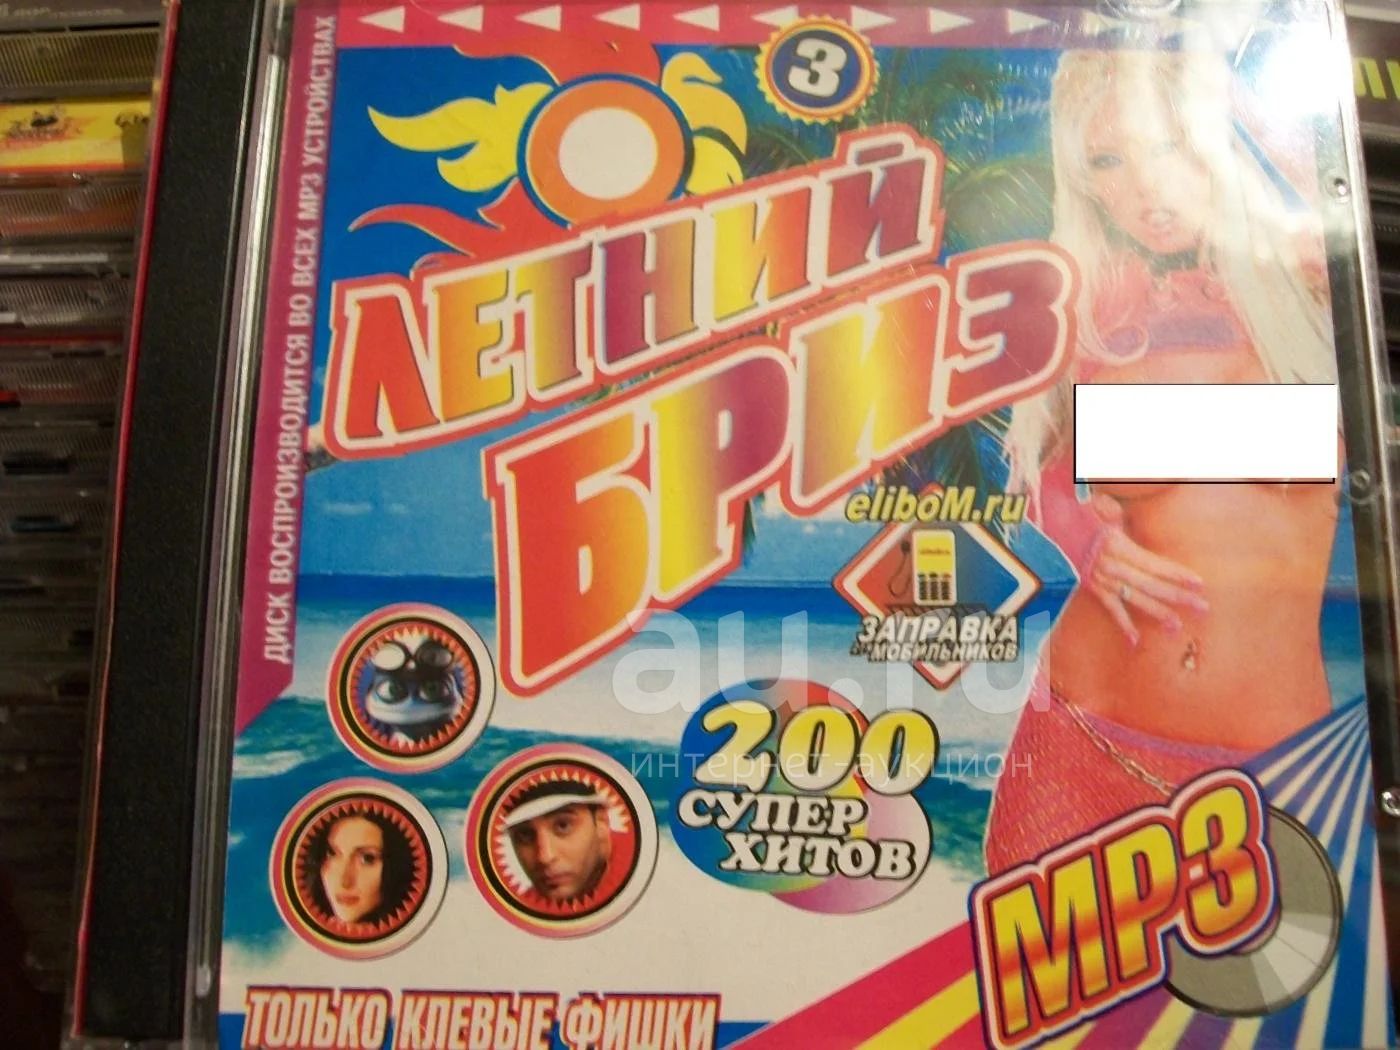 ДИСК ВОСПРОИЗВОДИТСЯ ВО ВСЕХ MP3 УСТРОЙСТВАХ
3
ЛЕТНИЙ
БРИЗ
eliboM.ru
ЗАПРАВКА
для МОБИЛЬНИКОВ
au.ru
интернет-аукцион
200
СУПЕР
ХИТОВ
MP3
ТОЛЬКО КЛЕВЫЕ ФИШКИ